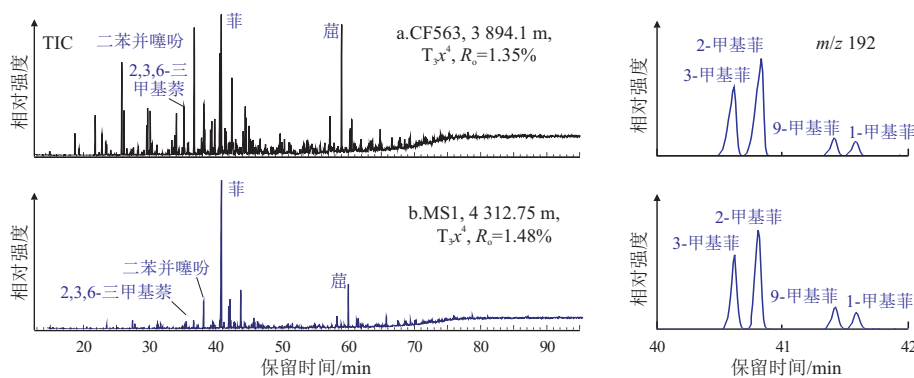 TIC
菲
䓛
a.CF563, 3 894.1 m,
T₃x⁴, Rₒ=1.35%
二苯并噻吩
2,3,6-三
甲基萘
相对强度
m/z 192
2-甲基菲
3-甲基菲
9-甲基菲
1-甲基菲
相对强度
菲
b.MS1, 4 312.75 m,
T₃x⁴, Rₒ=1.48%
二苯并噻吩
2,3,6-三甲基萘
䓛
相对强度
20 30 40 50 60 70 80 90
保留时间/min
2-甲基菲
3-甲基菲
9-甲基菲
1-甲基菲
相对强度
40 41 42
保留时间/min